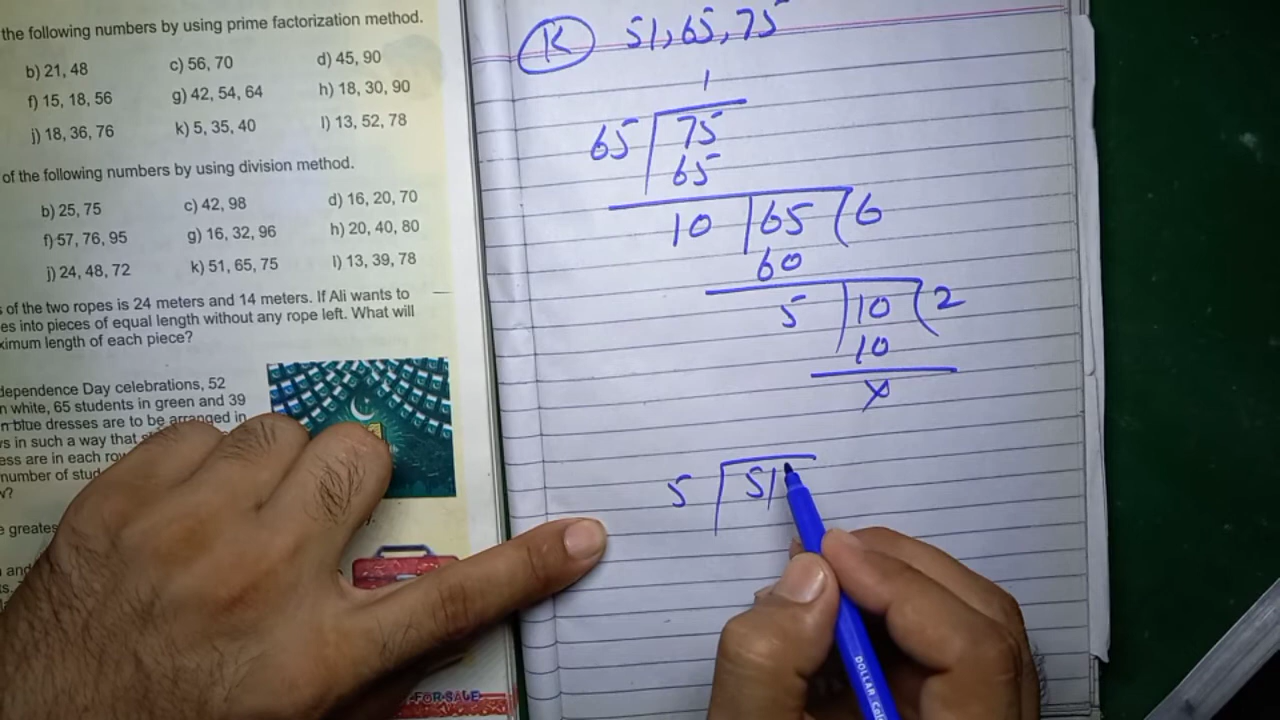 the following numbers by using prime factorization method.
b) 21, 48 c) 56, 70 d) 45, 90
f) 15, 18, 56 g) 42, 54, 64 h) 18, 30, 90
j) 18, 36, 76 k) 5, 35, 40 l) 13, 52, 78
of the following numbers by using division method.
b) 25, 75 c) 42, 98 d) 16, 20, 70
f) 57, 76, 95 g) 16, 32, 96 h) 20, 40, 80
j) 24, 48, 72 k) 51, 65, 75 l) 13, 39, 78
of the two ropes is 24 meters and 14 meters. If Ali wants to
es into pieces of equal length without any rope left. What will
ximum length of each piece?
dependence Day celebrations, 52
n white, 65 students in green and 39
n blue dresses are to be arranged in
s in such a way that
ess are in each row
number of stud
?
e greates
and
FOR SALE
K 51, 65, 75
1
65 75
65
10 65 6
60
5 10 2
10
x
5 51
DOLLAR